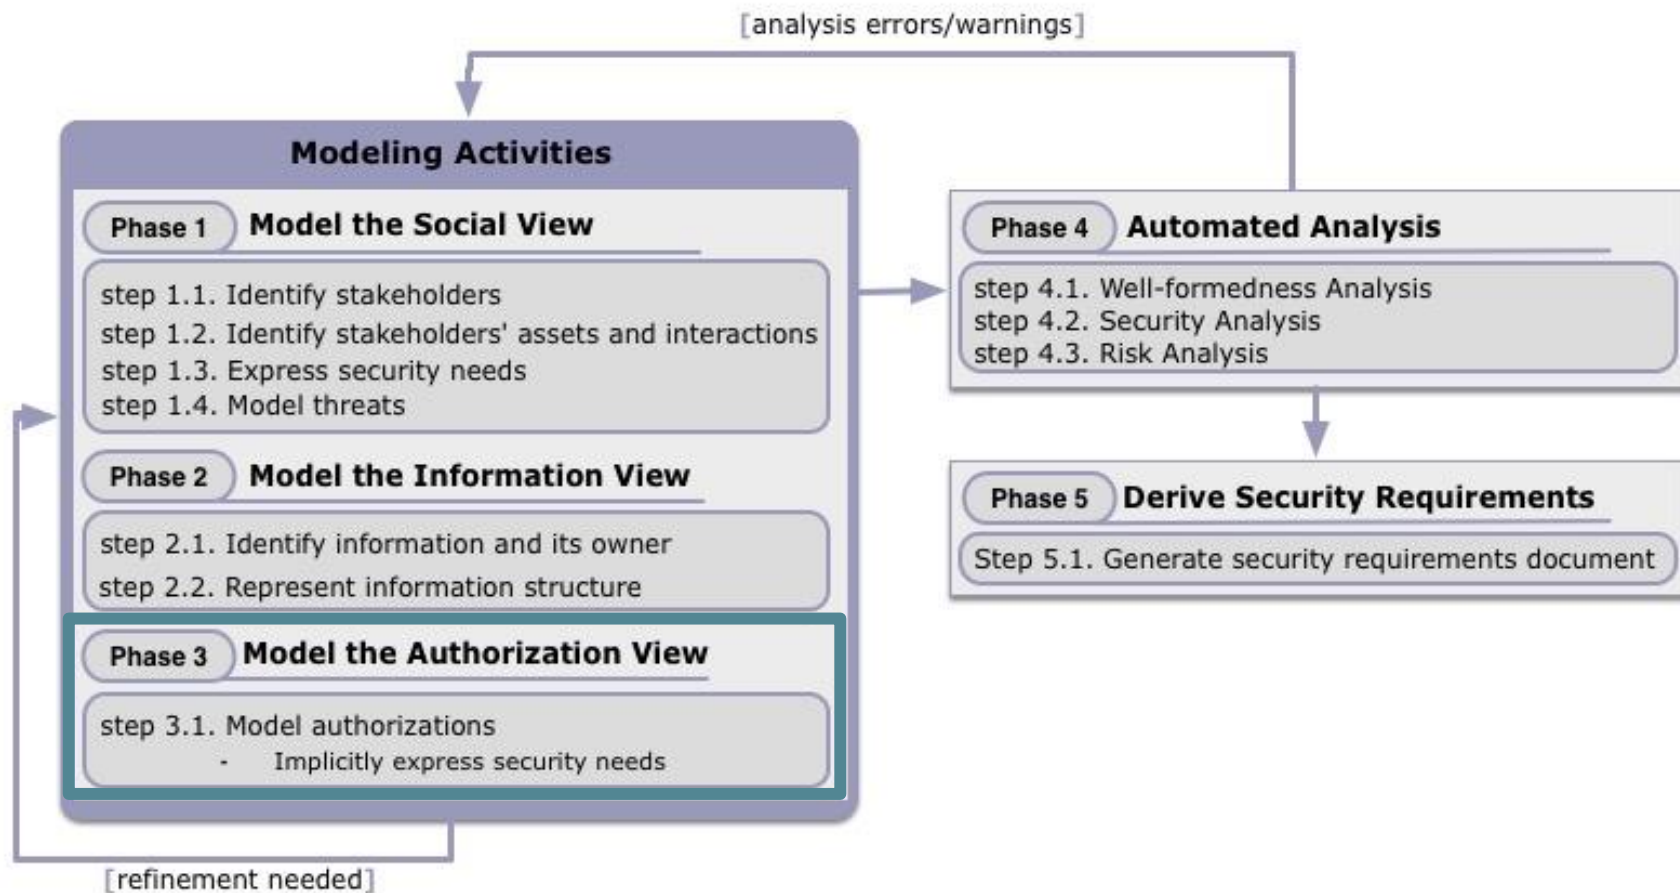 [analysis errors/warnings]
Modeling Activities
Phase 1 Model the Social View
step 1.1. Identify stakeholders
step 1.2. Identify stakeholders' assets and interactions
step 1.3. Express security needs
step 1.4. Model threats
Phase 2 Model the Information View
step 2.1. Identify information and its owner
step 2.2. Represent information structure
Phase 3 Model the Authorization View
step 3.1. Model authorizations
- Implicitly express security needs
[refinement needed]
Phase 4 Automated Analysis
step 4.1. Well-formedness Analysis
step 4.2. Security Analysis
step 4.3. Risk Analysis
Phase 5 Derive Security Requirements
Step 5.1. Generate security requirements document